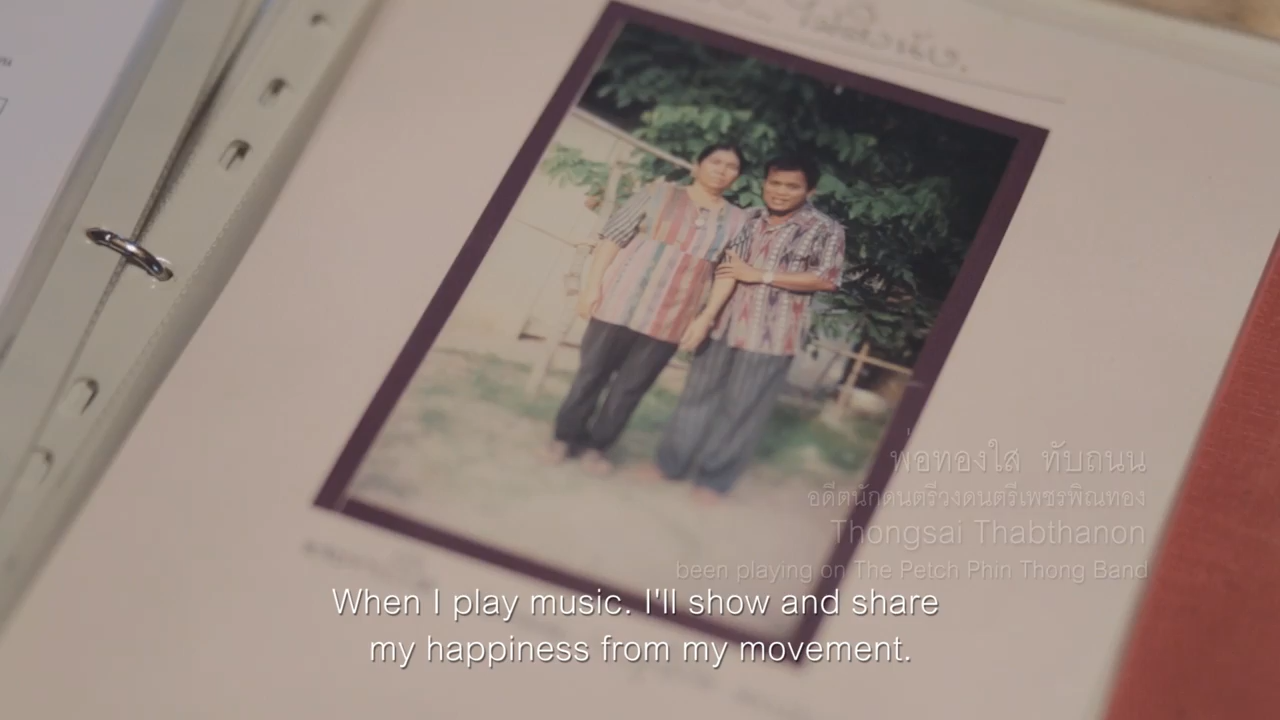 พ่อทองใส ทับถนน
อดีตนักดนตรีวงดนตรีเพชรพิณทอง
Thongsai Thabthanon
been playing on The Petch Phin Thong Band
When I play music. I'll show and share
my happiness from my movement.